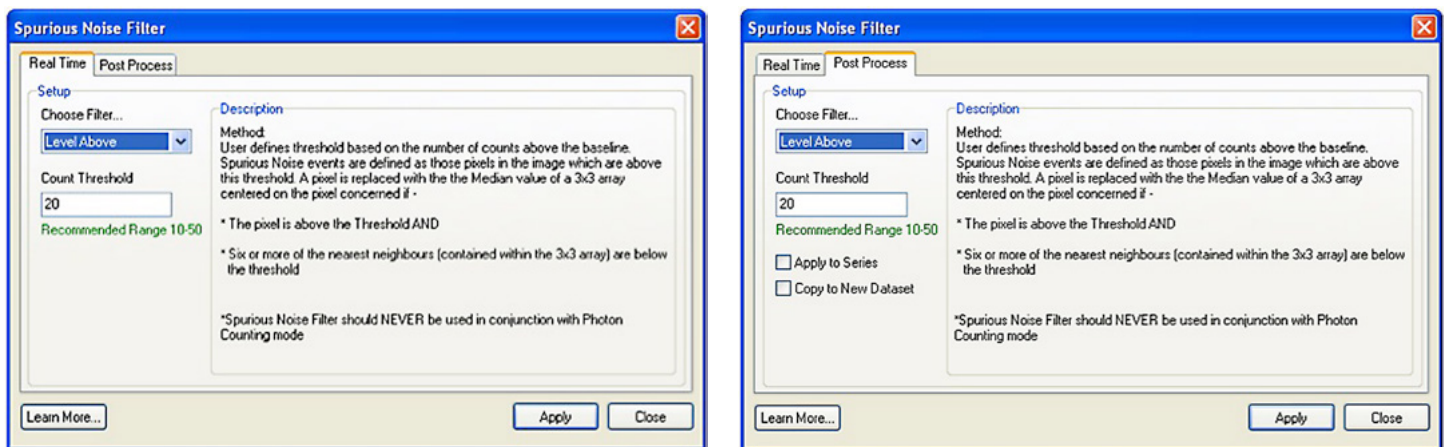 Spurious Noise Filter
Real Time
Post Process
Setup
Choose Filter...
Level Above
Count Threshold
20
Recommended Range 10-50
Description
Method:
User defines threshold based on the number of counts above the baseline.
Spurious Noise events are defined as those pixels in the image which are above
this threshold. A pixel is replaced with the the Median value of a 3x3 array
centered on the pixel concerned if -
* The pixel is above the Threshold AND
* Six or more of the nearest neighbours (contained within the 3x3 array) are below
the threshold
*Spurious Noise Filter should NEVER be used in conjunction with Photon
Counting mode
Learn More...
Apply
Close
Spurious Noise Filter
Real Time
Post Process
Setup
Choose Filter...
Level Above
Count Threshold
20
Recommended Range 10-50
Apply to Series
Copy to New Dataset
Description
Method:
User defines threshold based on the number of counts above the baseline.
Spurious Noise events are defined as those pixels in the image which are above
this threshold. A pixel is replaced with the the Median value of a 3x3 array
centered on the pixel concerned if -
* The pixel is above the Threshold AND
* Six or more of the nearest neighbours (contained within the 3x3 array) are below
the threshold
*Spurious Noise Filter should NEVER be used in conjunction with Photon
Counting mode
Learn More...
Apply
Close